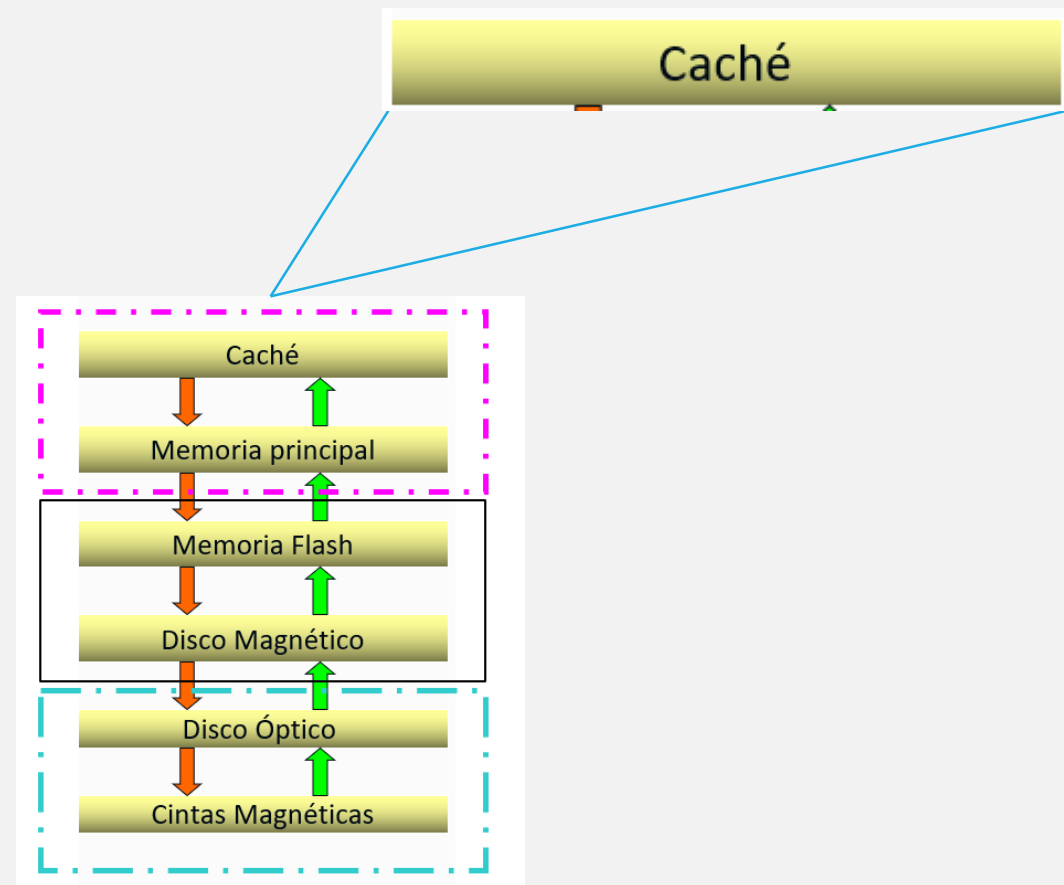 Caché
Caché
Memoria principal
Memoria Flash
Disco Magnético
Disco Óptico
Cintas Magnéticas